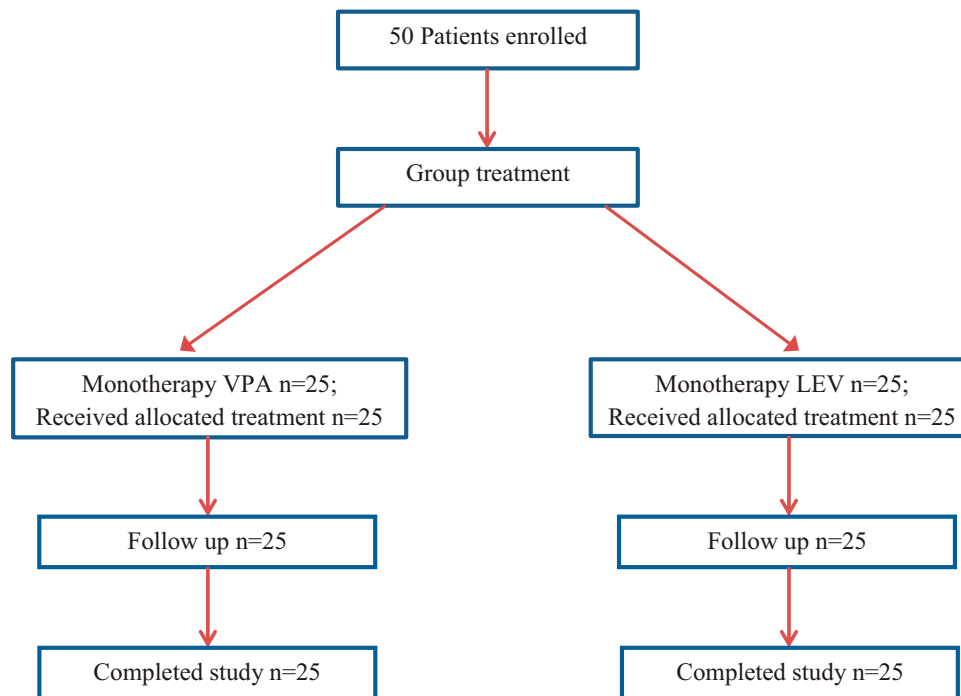 50 Patients enrolled
Group treatment
Monotherapy VPA n=25;
Received allocated treatment n=25
Monotherapy LEV n=25;
Received allocated treatment n=25
Follow up n=25
Follow up n=25
Completed study n=25
Completed study n=25